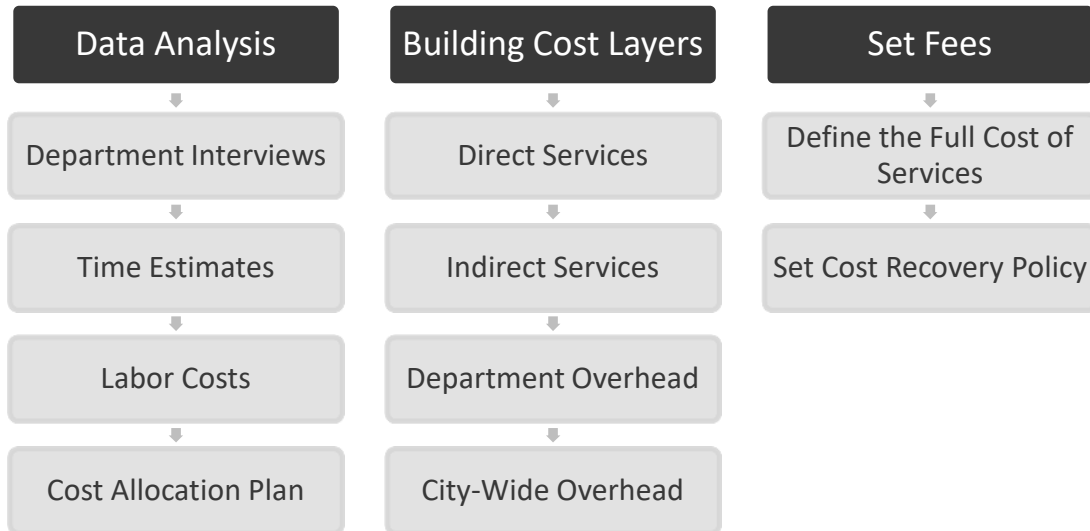 Data Analysis
Department Interviews
Time Estimates
Labor Costs
Cost Allocation Plan
Building Cost Layers
Direct Services
Indirect Services
Department Overhead
City-Wide Overhead
Set Fees
Define the Full Cost of
Services
Set Cost Recovery Policy